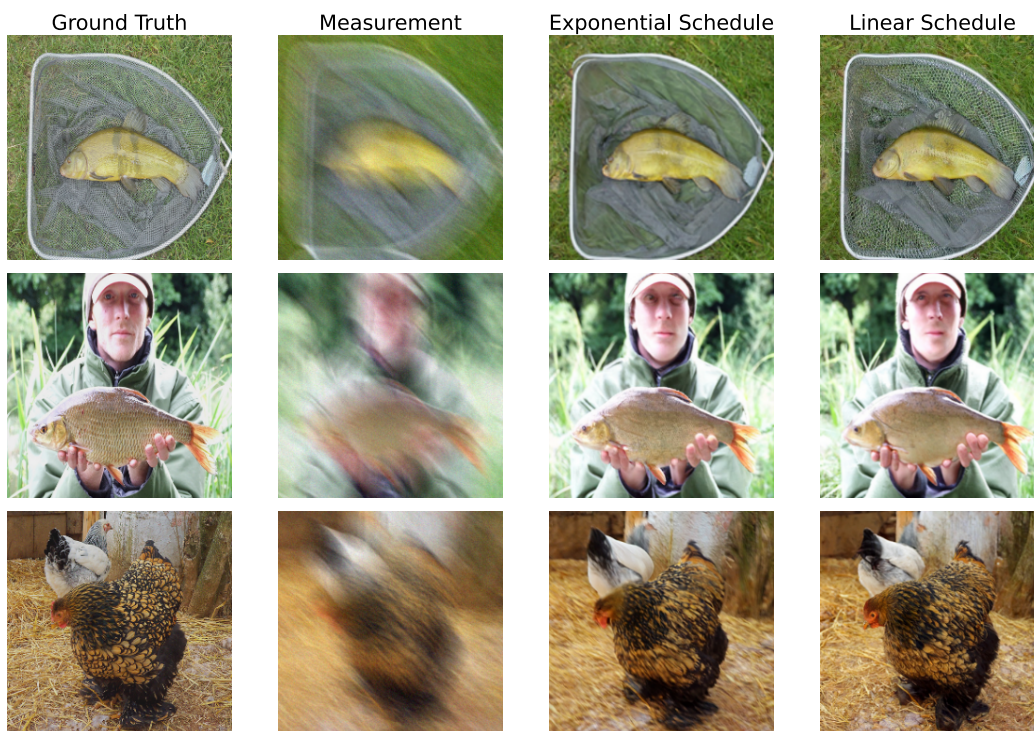 Ground Truth
Measurement
Exponential Schedule
Linear Schedule